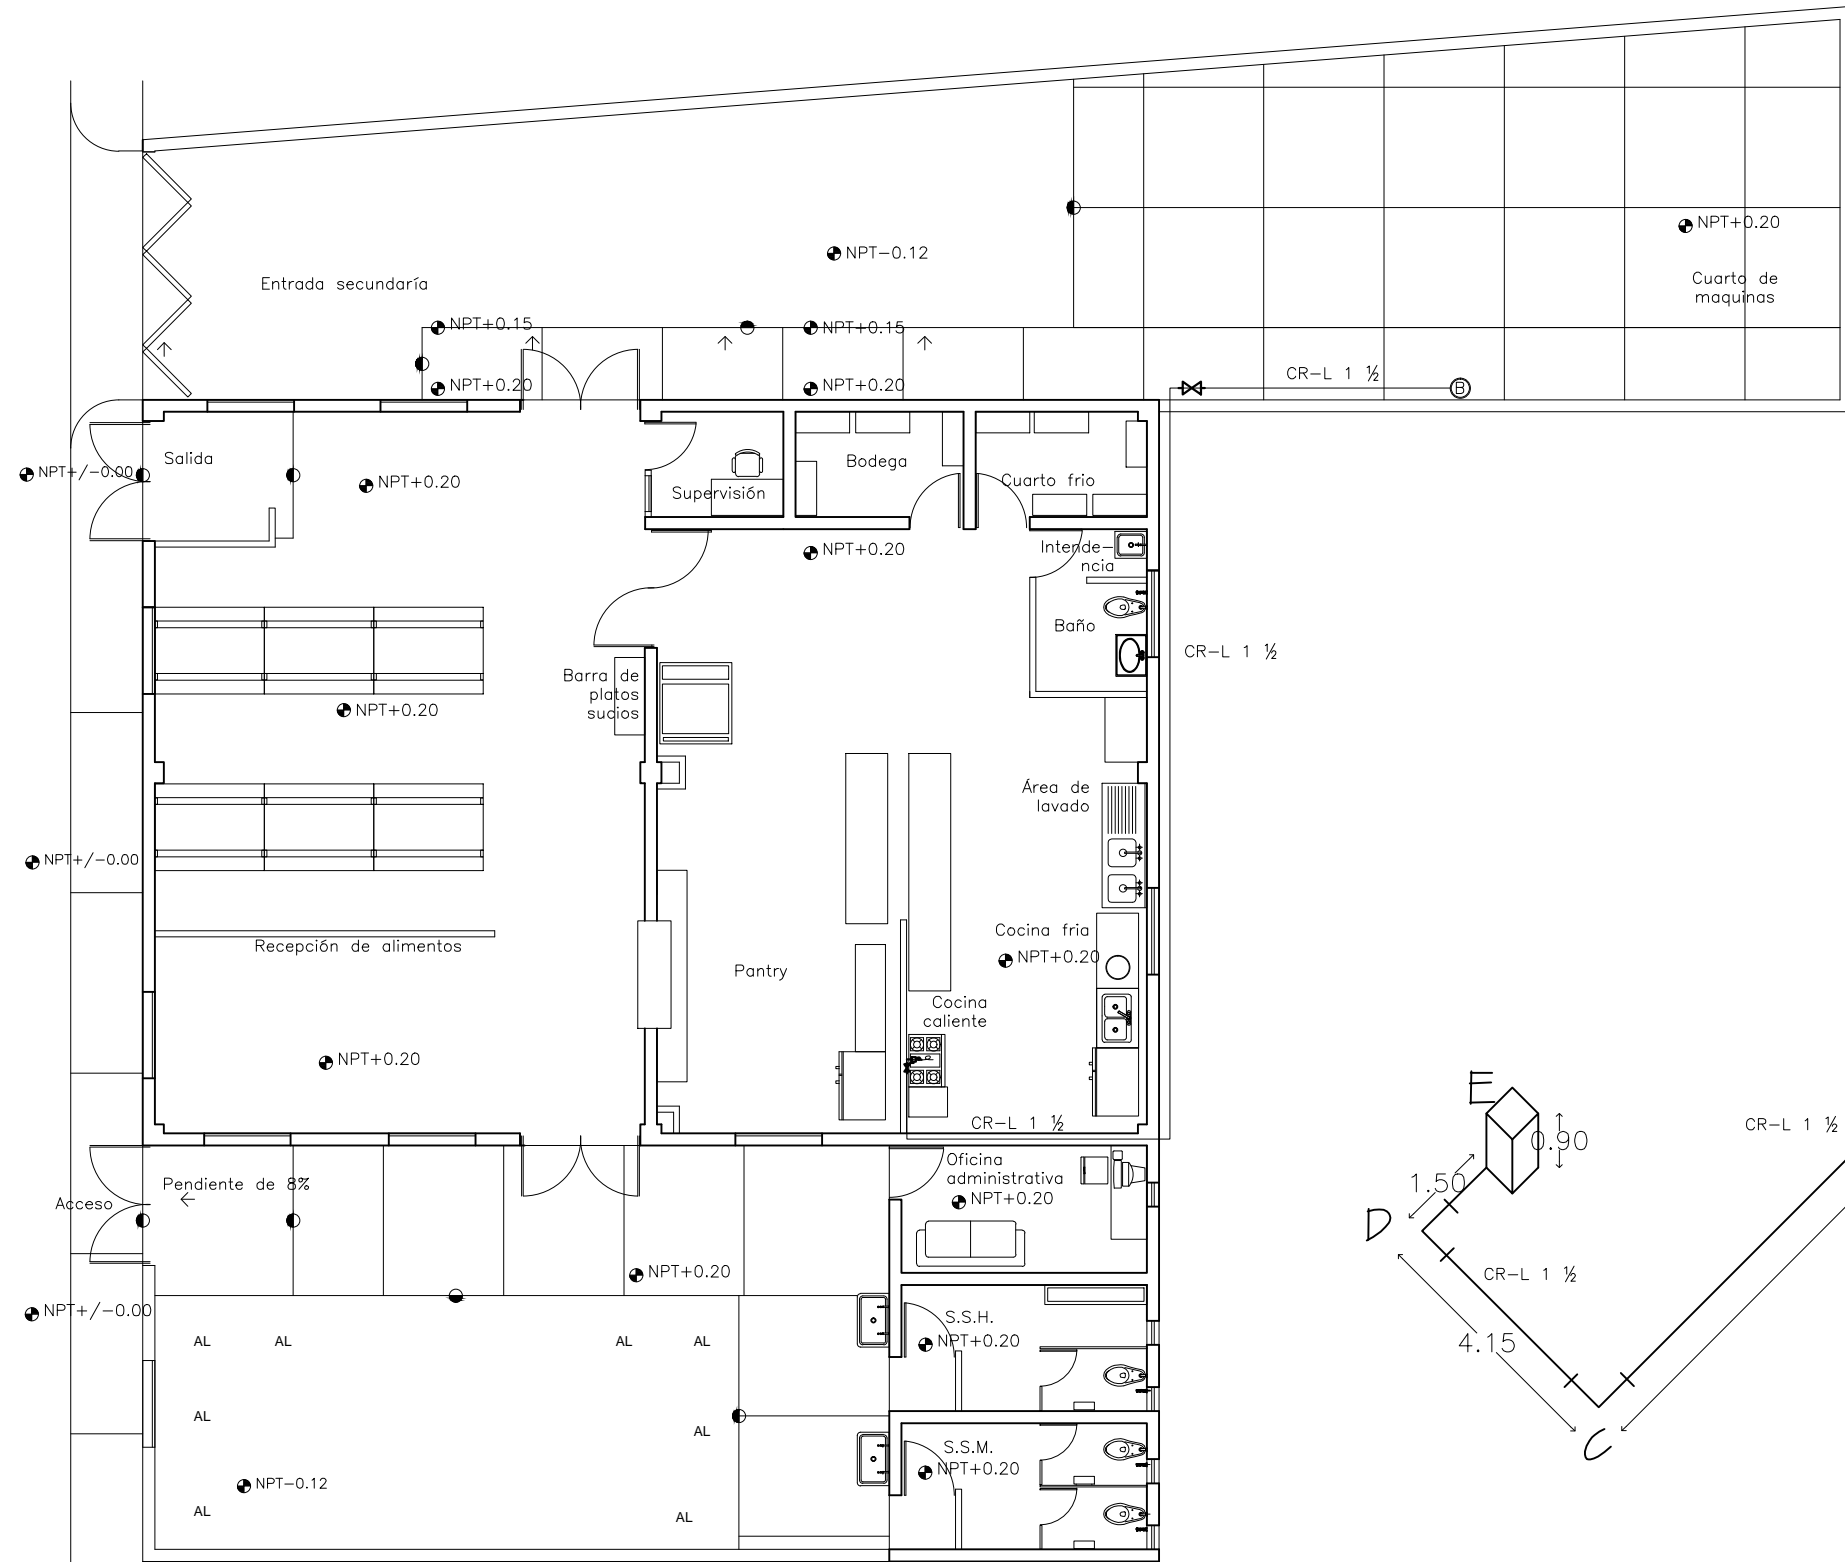 NPT+0.20
NPT-0.12
Cuarto de
maquinas
Entrada secundaría
NPT+0.15
NPT+0.15
CR-L 1 ½
B
NPT+0.20
NPT+0.20
Salida
NPT+/-0.00
NPT+0.20
Bodega
Cuarto frio
Supervisión
NPT+0.20
Intende-
ncia
Baño
CR-L 1 ½
Barra de
platos
sucios
NPT+0.20
Área de
lavado
NPT+/-0.00
Recepción de alimentos
Cocina fria
NPT+0.20
Pantry
Cocina
caliente
NPT+0.20
CR-L 1 ½
E
0.90
CR-L 1 ½
Oficina
administrativa
NPT+0.20
Pendiente de 8%
Acceso
1.50
D
NPT+0.20
CR-L 1 ½
NPT+/-0.00
S.S.H.
NPT+0.20
AL
AL
AL
AL
4.15
AL
AL
C
S.S.M.
NPT+0.20
NPT-0.12
AL
AL